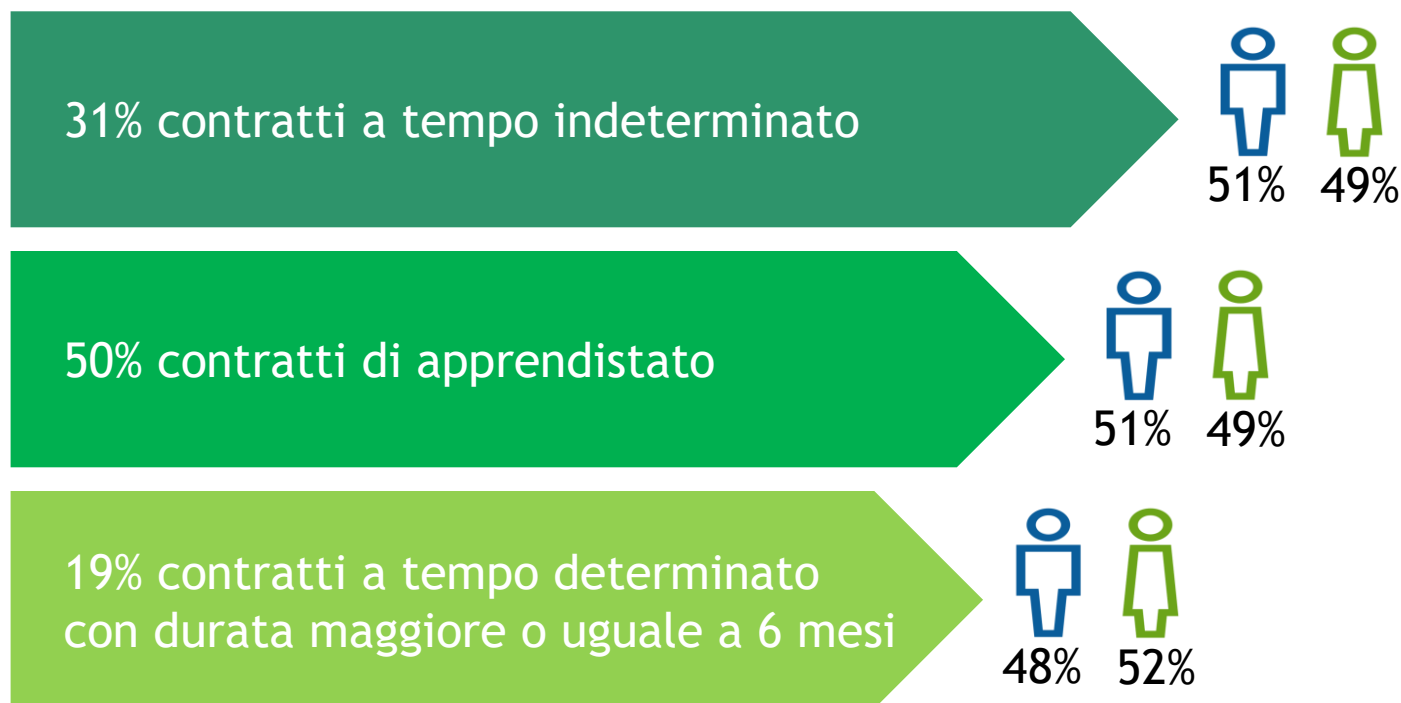 31% contratti a tempo indeterminato
51% 49%
50% contratti di apprendistato
51% 49%
19% contratti a tempo determinato
con durata maggiore o uguale a 6 mesi
48% 52%